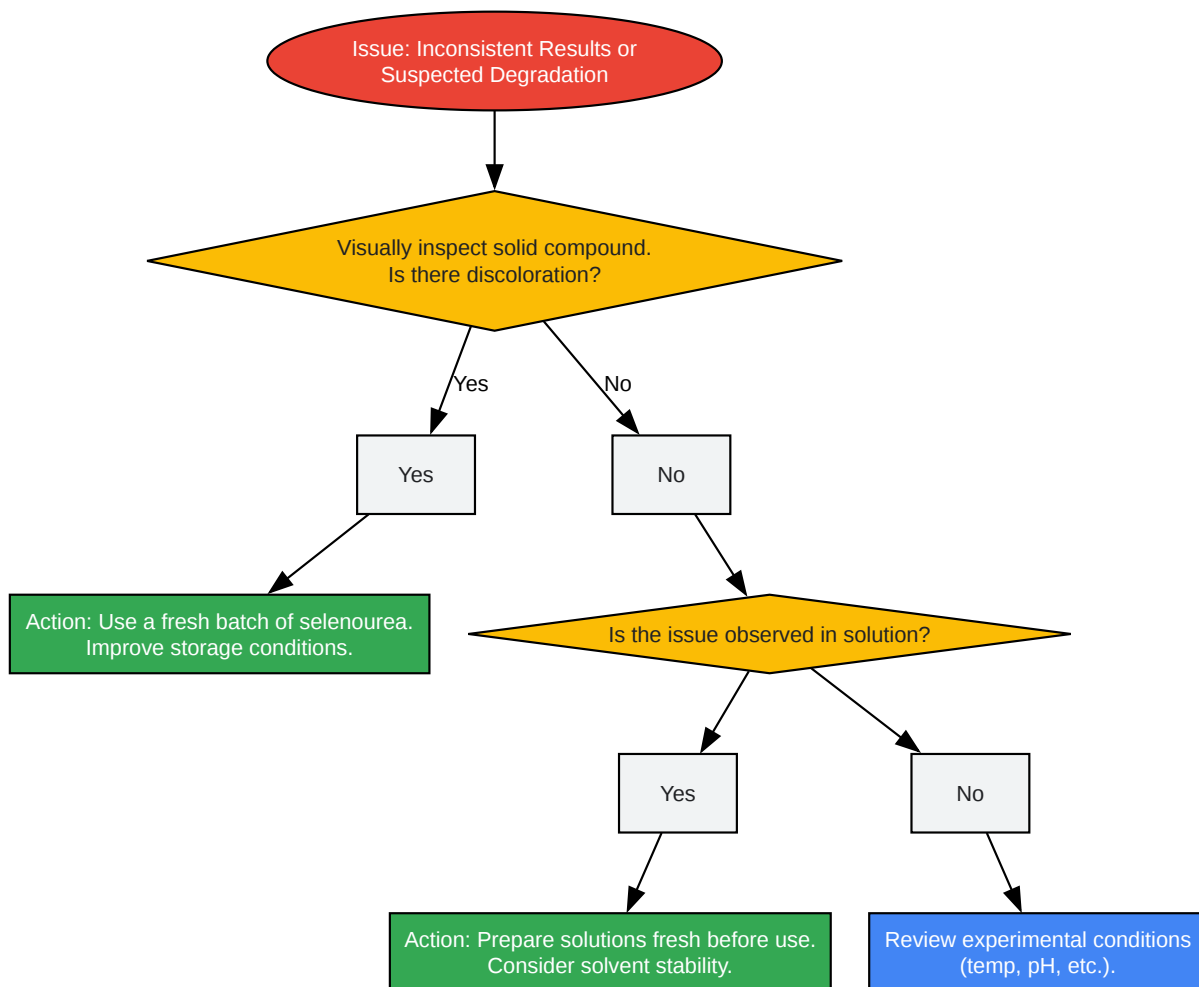 Issue: Inconsistent Results or
Suspected Degradation
Visually inspect solid compound.
Is there discoloration?
Yes
No
Yes
No
Action: Use a fresh batch of selenourea.
Improve storage conditions.
Is the issue observed in solution?
Yes
No
Action: Prepare solutions fresh before use.
Consider solvent stability.
Review experimental conditions
(temp, pH, etc.).